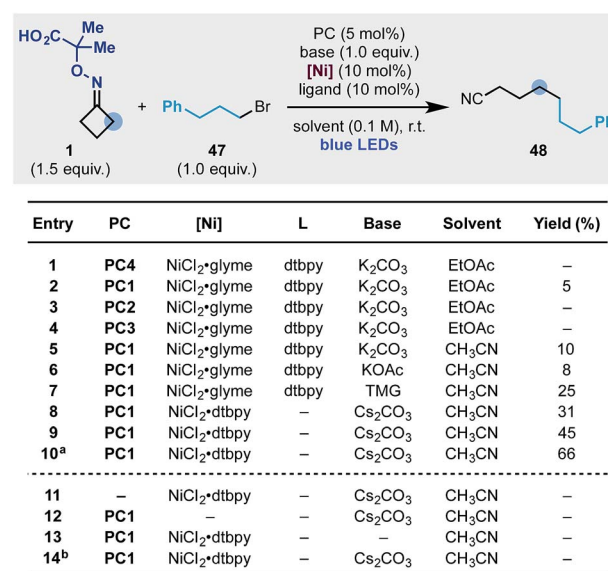 HO2C Me
Me
O
N
1
(1.5 equiv.)
+
Ph Br
47
(1.0 equiv.)
PC (5 mol%)
base (1.0 equiv.)
[Ni] (10 mol%)
ligand (10 mol%)
solvent (0.1 M), r.t.
blue LEDs
NC
48
Entry PC [Ni] L Base Solvent Yield (%)
1 PC4 NiCl2•glyme dtbpy K2CO3 EtOAc –
2 PC1 NiCl2•glyme dtbpy K2CO3 EtOAc 5
3 PC2 NiCl2•glyme dtbpy K2CO3 EtOAc –
4 PC3 NiCl2•glyme dtbpy K2CO3 EtOAc –
5 PC1 NiCl2•glyme dtbpy K2CO3 CH3CN 10
6 PC1 NiCl2•glyme dtbpy KOAc CH3CN 8
7 PC1 NiCl2•glyme dtbpy TMG CH3CN 25
8 PC1 NiCl2•dtbpy – Cs2CO3 CH3CN 31
9 PC1 NiCl2•dtbpy – Cs2CO3 CH3CN 45
10a PC1 NiCl2•dtbpy – Cs2CO3 CH3CN 66
11 – NiCl2•dtbpy – Cs2CO3 CH3CN –
12 PC1 – – Cs2CO3 CH3CN –
13 PC1 NiCl2•dtbpy – – CH3CN –
14b PC1 NiCl2•dtbpy – Cs2CO3 CH3CN –